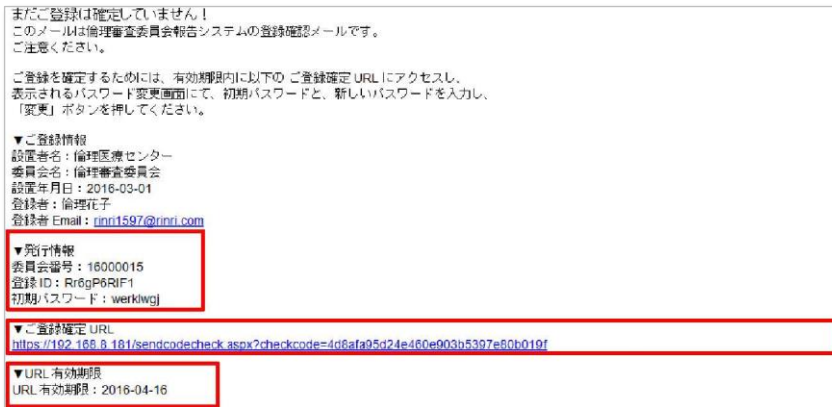 まだご登録は確定していません！
このメールは倫理審査委員会報告システムの登録確認メールです。
ご注意ください。
ご登録を確定するためには、有効期限内に以下の ご登録確定 URL にアクセスし、
表示されるパスワード変更画面にて、初期パスワードと、新しいパスワードを入力し、
「変更」ボタンを押してください。
▼ご登録情報
設置者名：倫理医療センター
委員会名：倫理審査委員会
設置年月日：2016-03-01
登録者：倫理花子
登録者 Email：rinri1597@rinri.com
▼発行情報
委員会番号：16000015
登録 ID：Rr6gP6RIF1
初期パスワード：werklwgj
▼ご登録確定 URL
https://192.168.8.181/sendcodecheck.aspx?checkcode=4d8afa95d24e460e903b5397e80b019f
▼URL 有効期限
URL 有効期限：2016-04-16